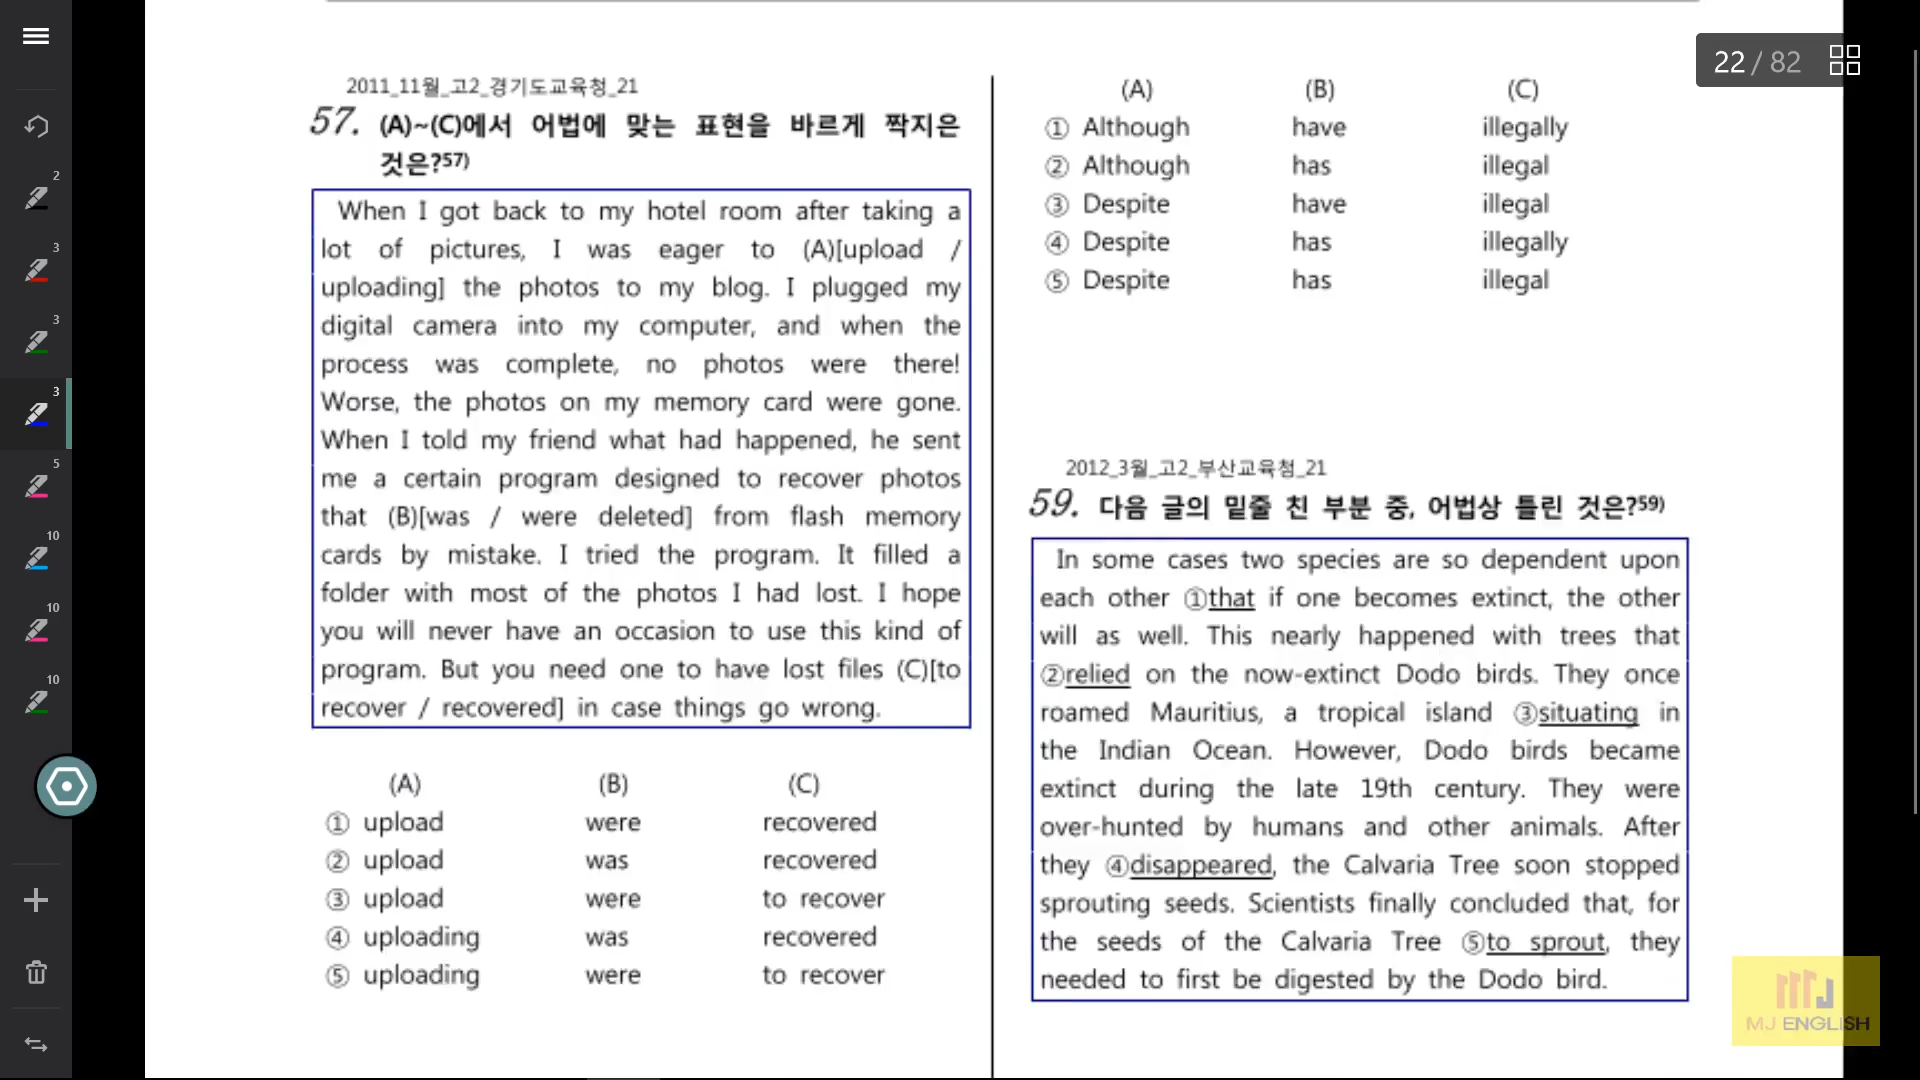 22 / 82
2
3
3
3
5
10
10
10
2011_11월_고2_경기도교육청_21
57. (A)~(C)에서 어법에 맞는 표현을 바르게 짝지은
것은?57)
When I got back to my hotel room after taking a
lot of pictures, I was eager to (A)[upload /
uploading] the photos to my blog. I plugged my
digital camera into my computer, and when the
process was complete, no photos were there!
Worse, the photos on my memory card were gone.
When I told my friend what had happened, he sent
me a certain program designed to recover photos
that (B)[was / were deleted] from flash memory
cards by mistake. I tried the program. It filled a
folder with most of the photos I had lost. I hope
you will never have an occasion to use this kind of
program. But you need one to have lost files (C)[to
recover / recovered] in case things go wrong.
(A) (B) (C)
① upload were recovered
② upload was recovered
③ upload were to recover
④ uploading was recovered
⑤ uploading were to recover
(A) (B) (C)
① Although have illegally
② Although has illegal
③ Despite have illegal
④ Despite has illegally
⑤ Despite has illegal
2012_3월_고2_부산교육청_21
59. 다음 글의 밑줄 친 부분 중, 어법상 틀린 것은?59)
In some cases two species are so dependent upon
each other ①that if one becomes extinct, the other
will as well. This nearly happened with trees that
②relied on the now-extinct Dodo birds. They once
roamed Mauritius, a tropical island ③situating in
the Indian Ocean. However, Dodo birds became
extinct during the late 19th century. They were
over-hunted by humans and other animals. After
they ④disappeared, the Calvaria Tree soon stopped
sprouting seeds. Scientists finally concluded that, for
the seeds of the Calvaria Tree ⑤to sprout, they
needed to first be digested by the Dodo bird.
MJ ENGLISH